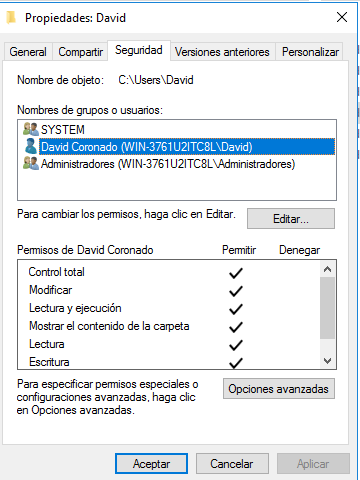 Propiedades: David
General Compartir Seguridad Versiones anteriores Personalizar
Nombre de objeto: C:\Users\David
Nombres de grupos o usuarios:
SYSTEM
David Coronado (WIN-3761U2ITC8L\David)
Administradores (WIN-3761U2ITC8L\Administradores)
Para cambiar los permisos, haga clic en Editar. Editar...
Permisos de David Coronado Permitir Denegar
Control total
Modificar
Lectura y ejecución
Mostrar el contenido de la carpeta
Lectura
Escritura
Para especificar permisos especiales o
configuraciones avanzadas, haga clic
en Opciones avanzadas.
Opciones avanzadas
Aceptar Cancelar Aplicar